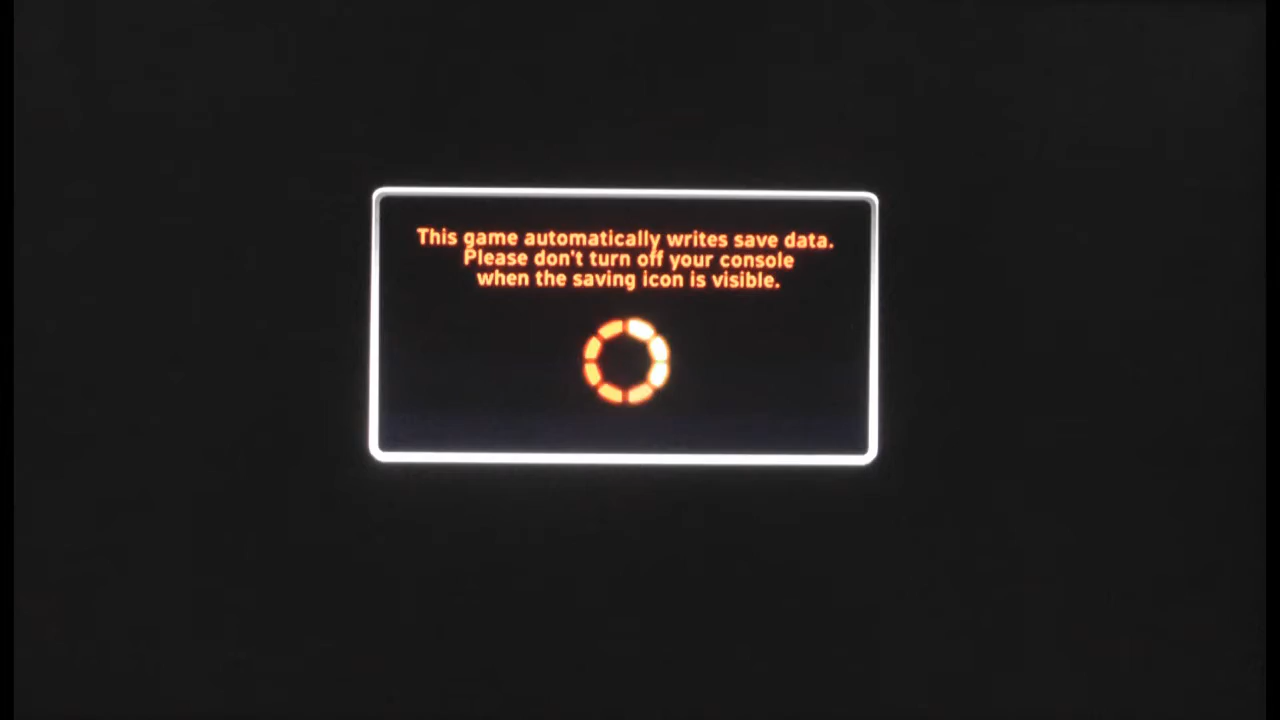 This game automatically writes save data.
Please don't turn off your console
when the saving icon is visible.